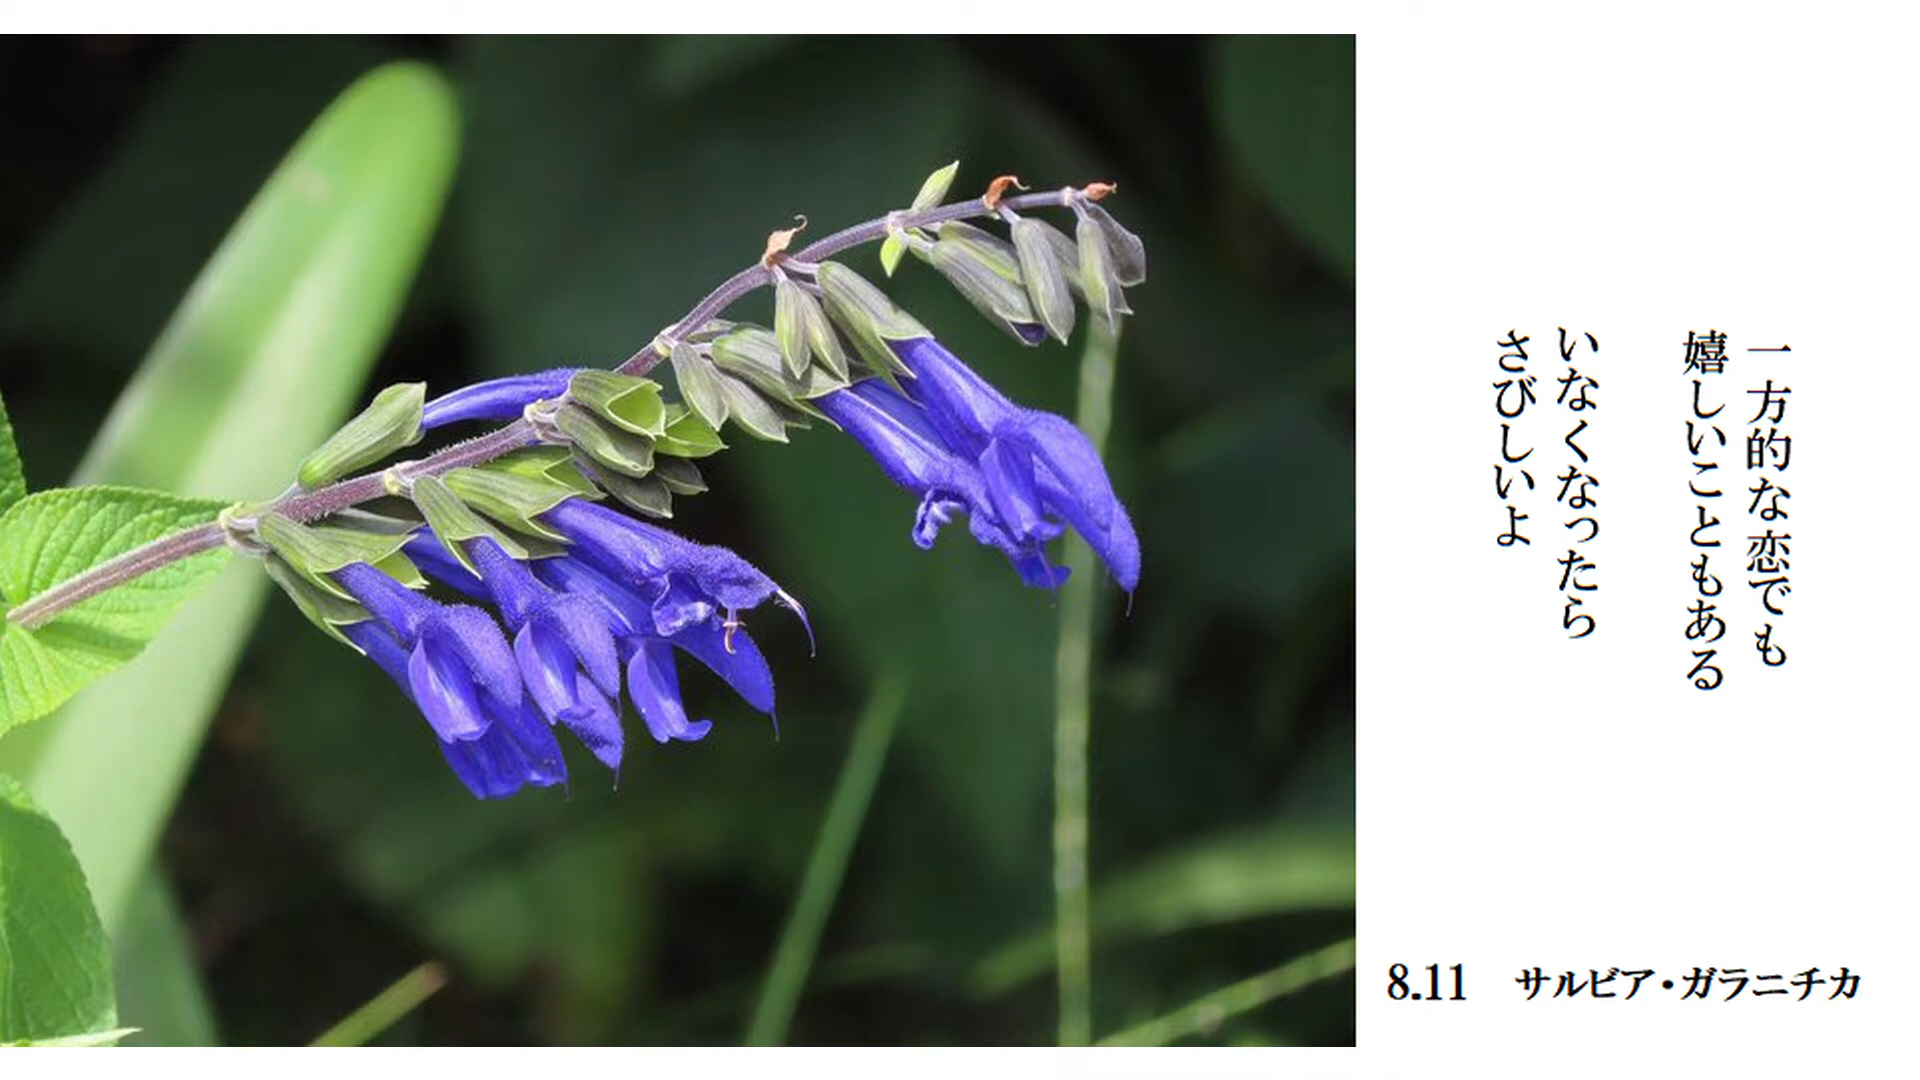 一方的な恋でも
嬉しいこともある
いなくなったら
さびしいよ
8.11　サルビア・ガラニチカ